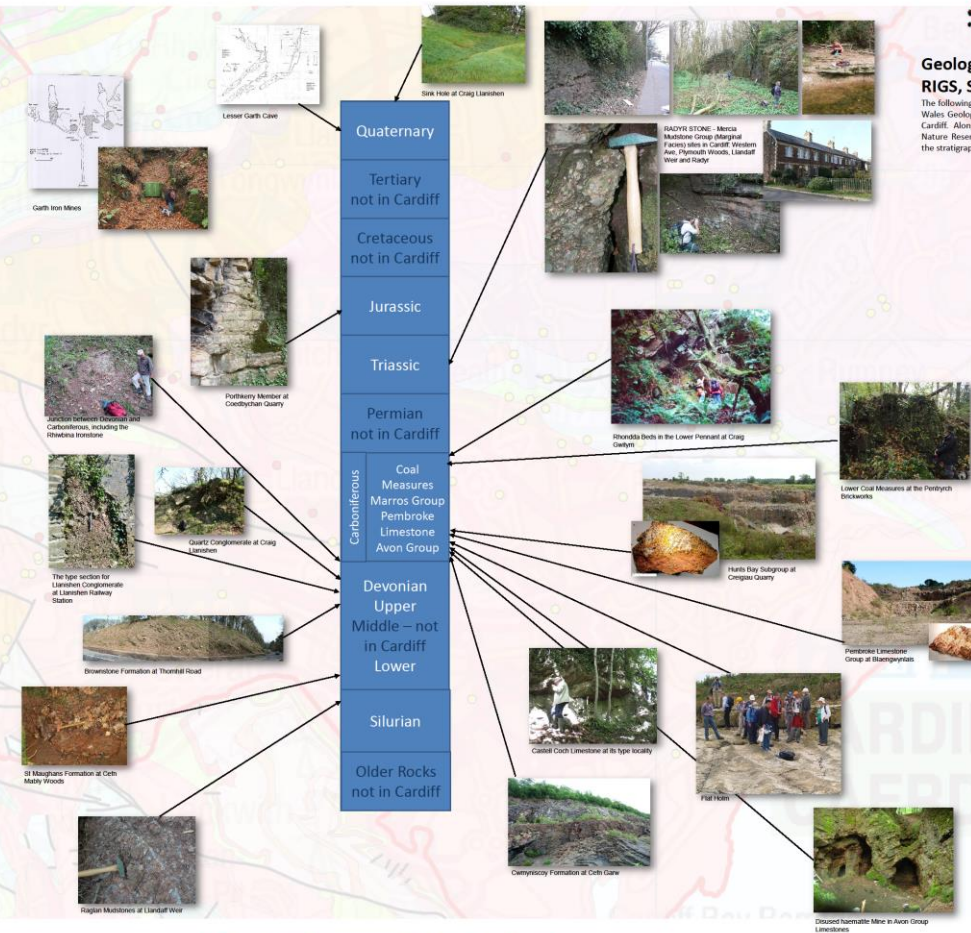 Geolog
RIGS, S
The following
Wales Geolog
Cardiff. Along
Nature Reser
the stratigrap
Sink Hole at Craig Llanishen
Lesser Garth Cave
Garth Iron Mines
RADYR STONE - Mercia
Mudstone Group (Marginal
Facies) sites in Cardiff: Western
Ave, Plymouth Woods, Llandaff
Weir and Radyr
Quaternary
Tertiary
not in Cardiff
Cretaceous
not in Cardiff
Jurassic
Triassic
Permian
not in Cardiff
Carboniferous
Coal
Measures
Marros Group
Pembroke
Limestone
Avon Group
Devonian
Upper
Middle – not
in Cardiff
Lower
Silurian
Older Rocks
not in Cardiff
Porthkerry Member at
Coedbychan Quarry
Junction between Devonian and
Carboniferous, including the
Rhiwbina Ironstone
Quartz Conglomerate at Craig
Llanishen
The type section for
Llanishen Conglomerate
at Llanishen Railway
Station
Brownstone Formation at Thornhill Road
St Maughans Formation at Cefn
Mably Woods
Raglan Mudstones at Llandaff Weir
Rhondda Beds in the Lower Pennant at Craig
Gwilym
Lower Coal Measures at the Pentyrch
Brickworks
Hunts Bay Subgroup at
Creigiau Quarry
Pembroke Limestone
Group at Blaengwynlais
Castell Coch Limestone at its type locality
Flat Holm
Cwmyniscoy Formation at Cefn Garw
Disused haematite Mine in Avon Group
Limestones